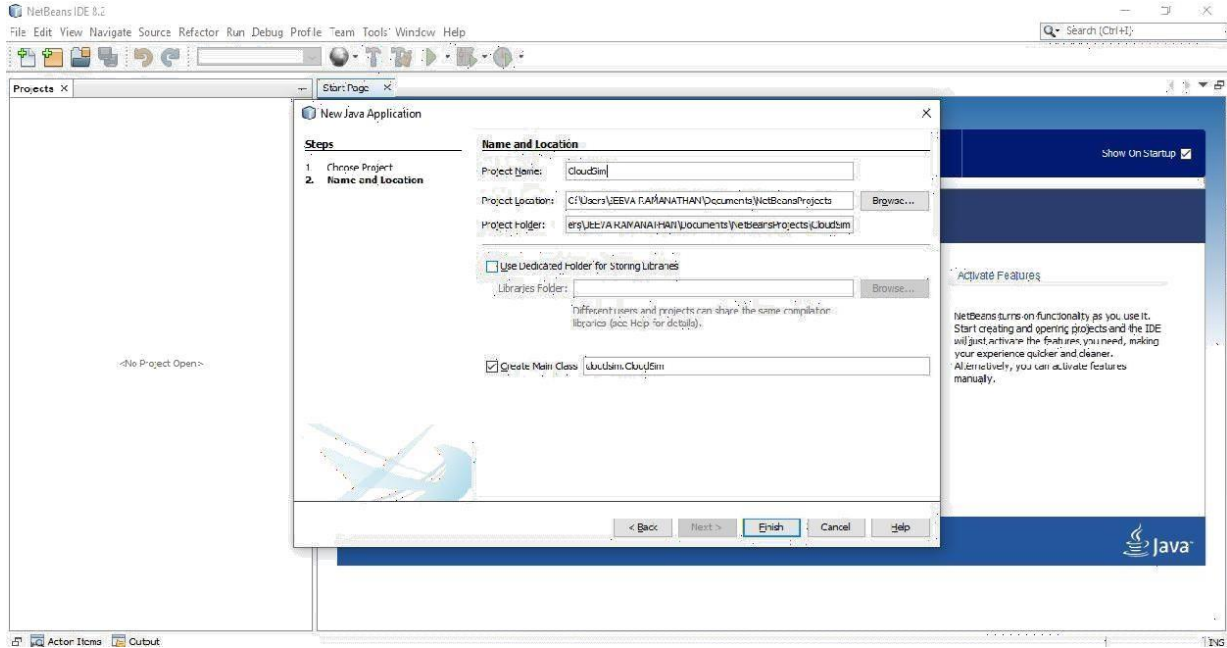 NetBeans IDE 8.2
File Edit View Navigate Source Refactor Run Debug Profile Team Tools Window Help
Search (Ctrl+I)
Projects
Start Page
<No Project Open>
New Java Application
Steps
1. Choose Project
2. Name and Location
Name and Location
Project Name: CloudSim
Project Location: C:\Users\JEEVA RAMANATHAN\Documents\NetBeansProjects Browse...
Project Folder: ers\JEEVA RAMANATHAN\Documents\NetBeansProjects\CloudSim
Use Dedicated Folder for Storing Libraries
Libraries Folder: Browse...
Different users and projects can share the same compilation
libraries (see Help for details).
Create Main Class cloudsim.CloudSim
< Back Next > Finish Cancel Help
Show On Startup
Activate Features
NetBeans turns on functionality as you use it.
Start creating and opening projects and the IDE
will just activate the features you need, making
your experience quicker and cleaner.
Alternatively, you can activate features
manually.
Java
Action Items Output
INS